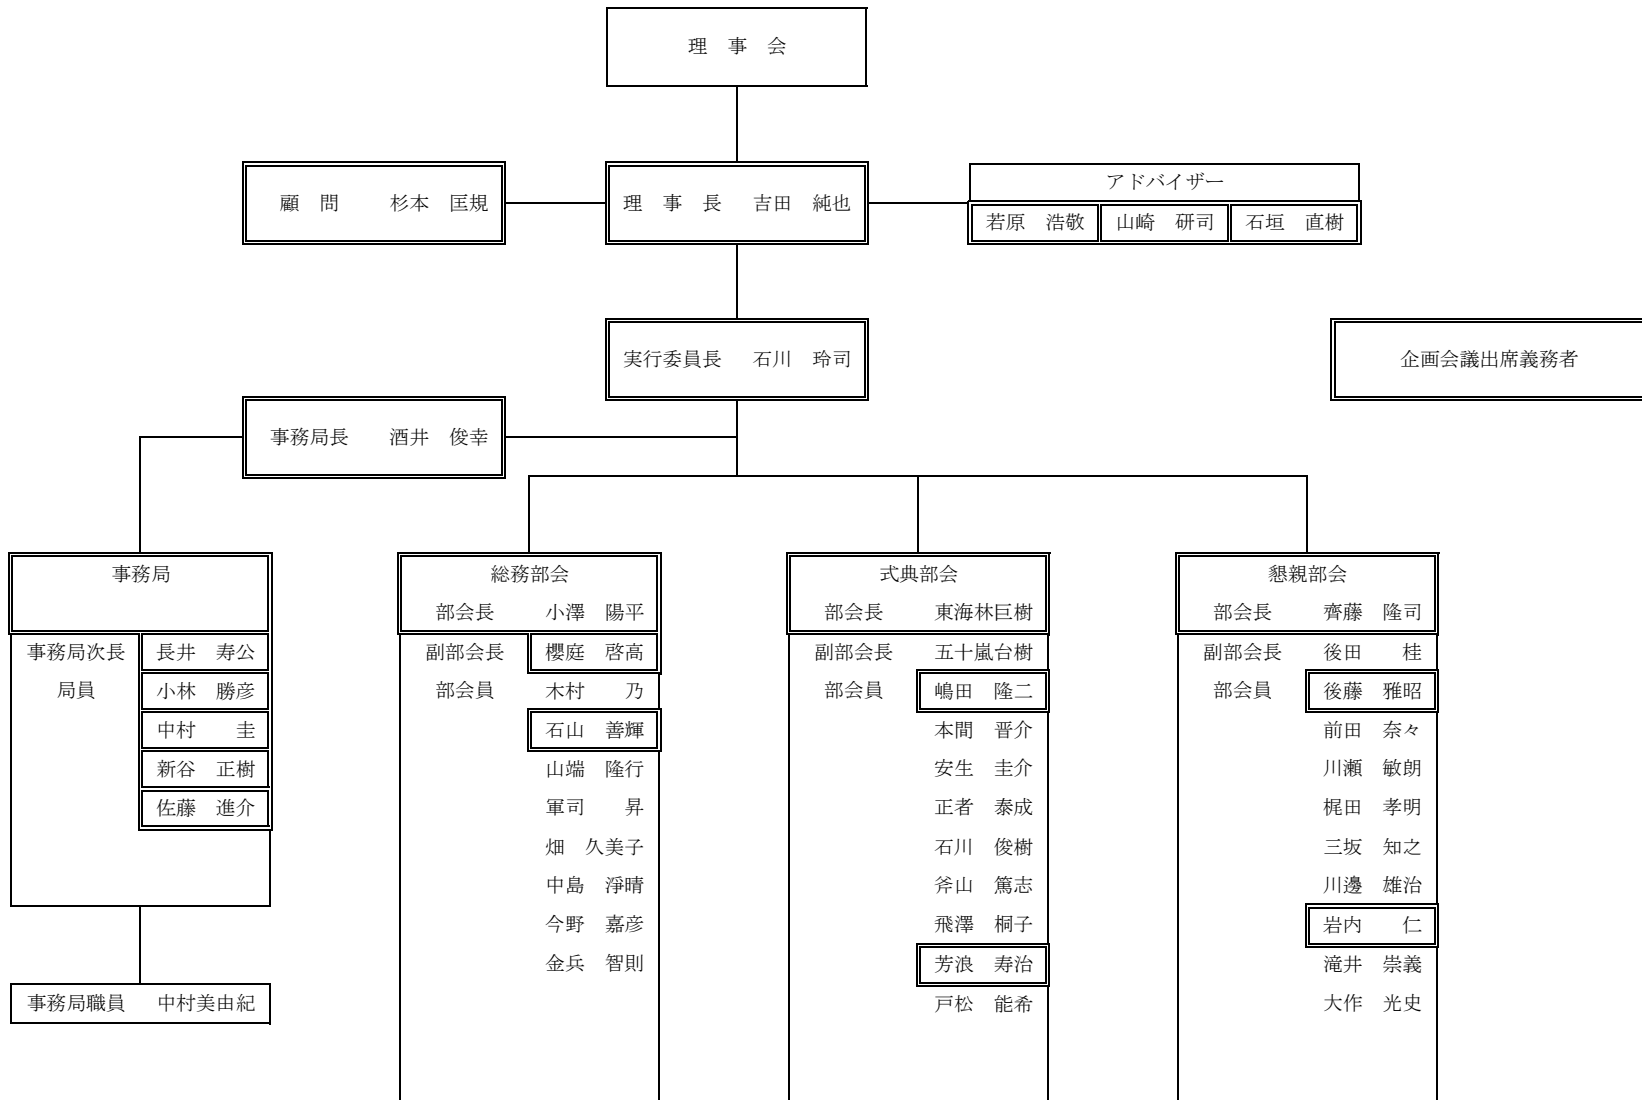 理　事　会
顧　問　　杉本　匡規
理　事　長　吉田　純也
アドバイザー
若原　浩敬　山崎　研司　石垣　直樹
実行委員長　石川　玲司
企画会議出席義務者
事務局長　酒井　俊幸
事務局
事務局次長　長井　寿公
局員　小林　勝彦
中村　　圭
新谷　正樹
佐藤　進介
事務局職員　中村美由紀
総務部会
部会長　小澤　陽平
副部会長　櫻庭　啓高
部会員　木村　　乃
石山　善輝
山端　隆行
軍司　　昇
畑　久美子
中島　淨晴
今野　嘉彦
金兵　智則
式典部会
部会長　東海林巨樹
副部会長　五十嵐台樹
部会員　嶋田　隆二
本間　晋介
安生　圭介
正者　泰成
石川　俊樹
斧山　篤志
飛澤　桐子
芳浪　寿治
戸松　能希
懇親部会
部会長　齊藤　隆司
副部会長　後田　　桂
部会員　後藤　雅昭
前田　奈々
川瀬　敏朗
梶田　孝明
三坂　知之
川邊　雄治
岩内　　仁
滝井　崇義
大作　光史